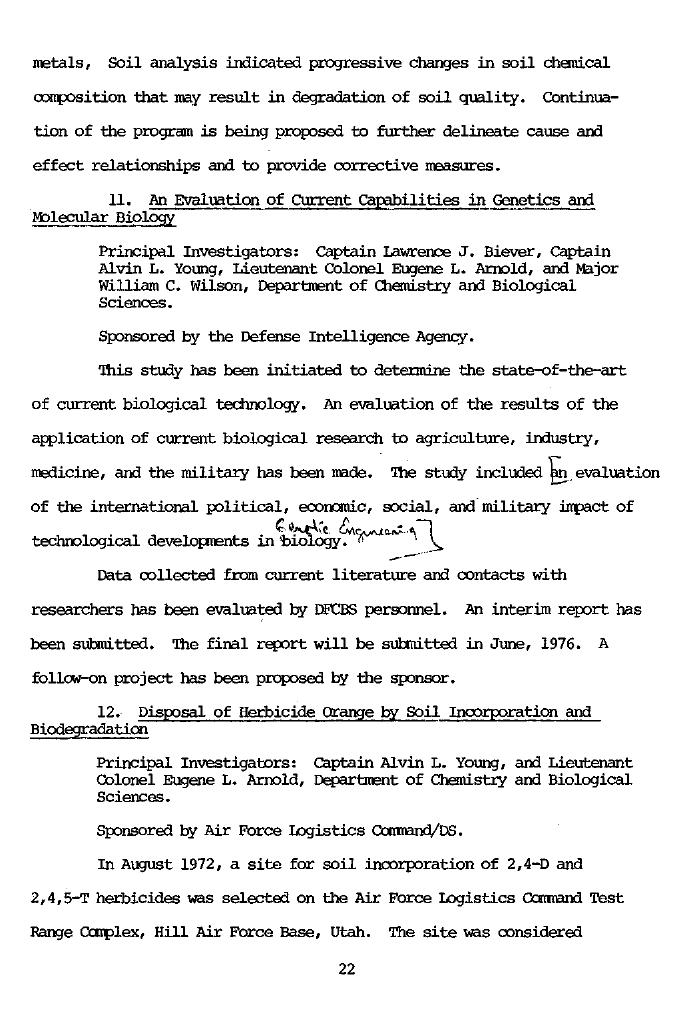 metals, Soil analysis indicated progressive changes in soil chemical
composition that may result in degradation of soil quality. Continua-
tion of the program is being proposed to further delineate cause and
effect relationships and to provide corrective measures.
11. An Evaluation of Current Capabilities in Genetics and
Molecular Biology
Principal Investigators: Captain Lawrence J. Biever, Captain
Alvin L. Young, Lieutenant Colonel Eugene L. Arnold, and Major
William C. Wilson, Department of Chemistry and Biological
Sciences.
Sponsored by the Defense Intelligence Agency.
This study has been initiated to determine the state-of-the-art
of current biological technology. An evaluation of the results of the
application of current biological research to agriculture, industry,
medicine, and the military has been made. The study included an evaluation
of the international political, economic, social, and military impact of
Genetic Engineering
technological developments in biology."
Data collected from current literature and contacts with
researchers has been evaluated by DFCBS personnel. An interim report has
been submitted. The final report will be submitted in June, 1976. A
follow-on project has been proposed by the sponsor.
12. Disposal of Herbicide Orange by Soil Incorporation and
Biodegradation
Principal Investigators: Captain Alvin L. Young, and Lieutenant
Colonel Eugene L. Arnold, Department of Chemistry and Biological
Sciences.
Sponsored by Air Force Logistics Command/DS.
In August 1972, a site for soil incorporation of 2,4-D and
2,4,5-T herbicides was selected on the Air Force Logistics Command Test
Range Complex, Hill Air Force Base, Utah. The site was considered
22